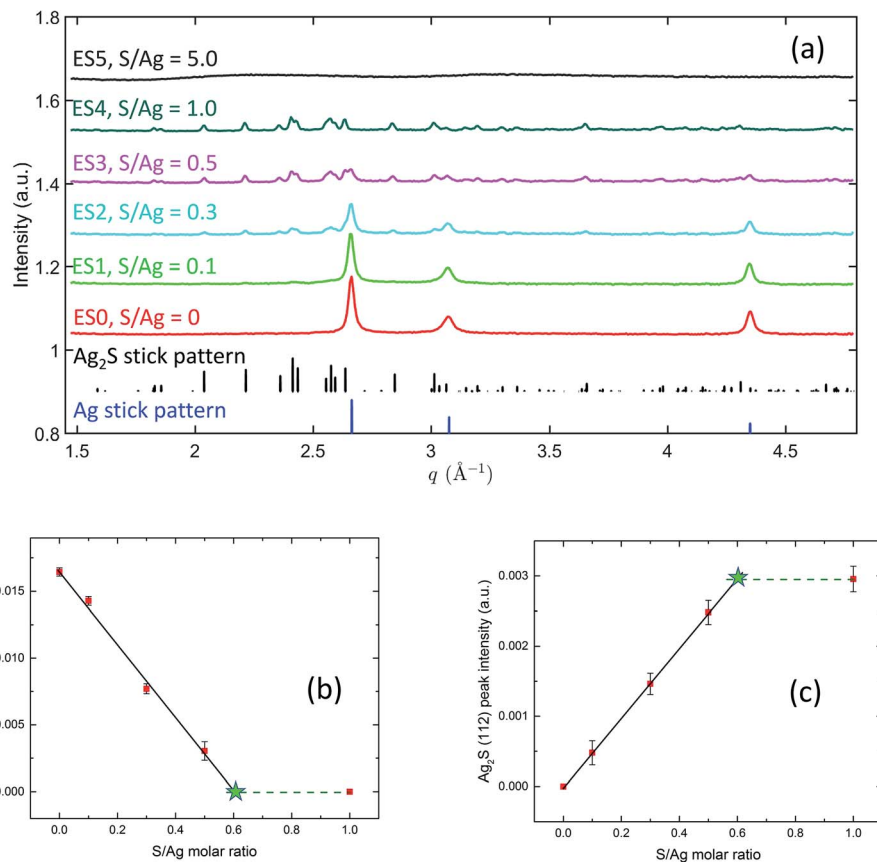 (a)
ES5, S/Ag = 5.0
ES4, S/Ag = 1.0
ES3, S/Ag = 0.5
ES2, S/Ag = 0.3
ES1, S/Ag = 0.1
ES0, S/Ag = 0
Ag₂S stick pattern
Ag stick pattern
Intensity (a.u.)
1.8
1.6
1.4
1.2
1
0.8
1.5 2 2.5 3 3.5 4 4.5
q (Å⁻¹)
(b)
0.015
0.010
0.005
0.000
0.0 0.2 0.4 0.6 0.8 1.0
S/Ag molar ratio
(c)
Ag₂S (112) peak intensity (a.u.)
0.003
0.002
0.001
0.000
0.0 0.2 0.4 0.6 0.8 1.0
S/Ag molar ratio